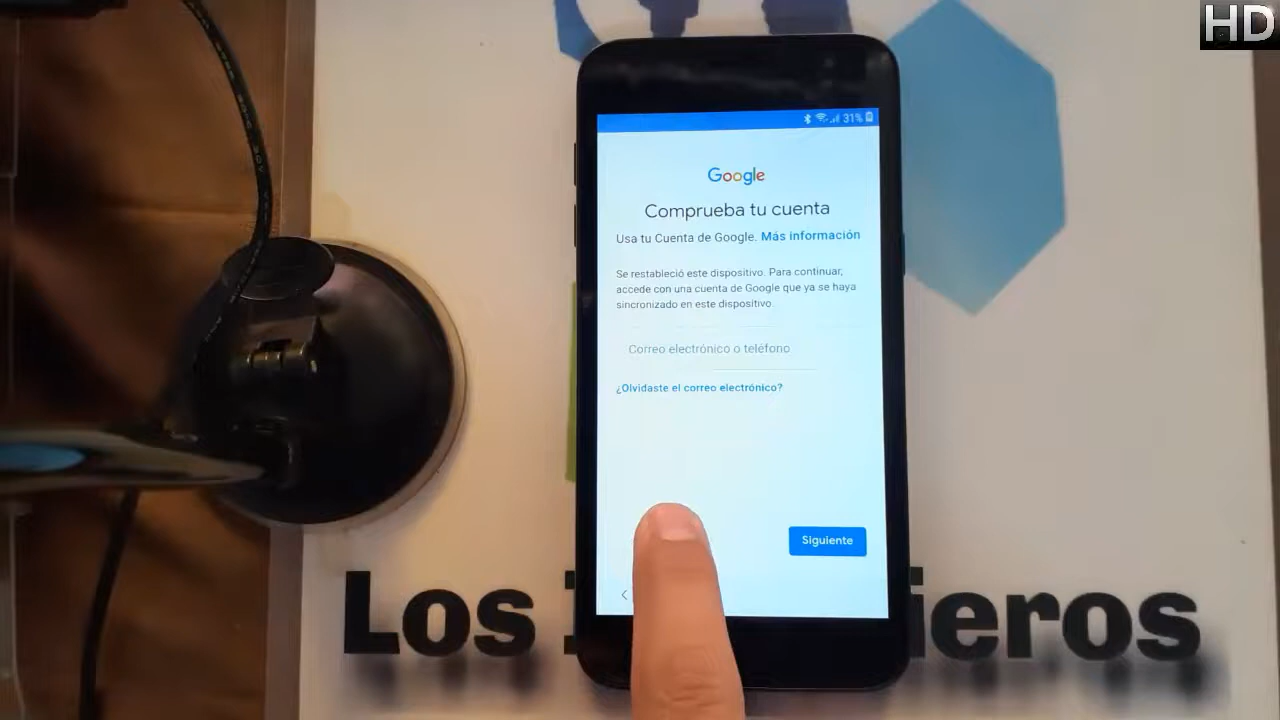 HD
31%
Google
Comprueba tu cuenta
Usa tu Cuenta de Google. Más información
Se restableció este dispositivo. Para continuar,
accede con una cuenta de Google que ya se haya
sincronizado en este dispositivo.
Correo electrónico o teléfono
¿Olvidaste el correo electrónico?
Siguiente
Los ieros